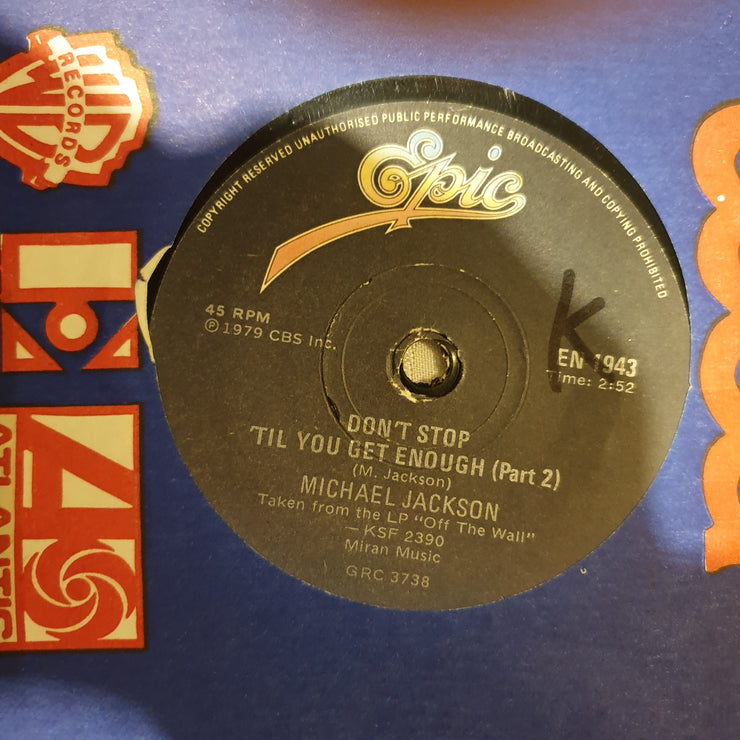 RECORDS
ATLANTIC
COPYRIGHT RESERVED UNAUTHORISED PUBLIC PERFORMANCE BROADCASTING AND COPYING PROHIBITED
Epic
45 RPM
℗ 1979 CBS Inc.
K
EN 1943
Time: 2:52
DON'T STOP
'TIL YOU GET ENOUGH (Part 2)
(M. Jackson)
MICHAEL JACKSON
Taken from the LP "Off The Wall"
— KSF 2390
Miran Music
GRC 3738